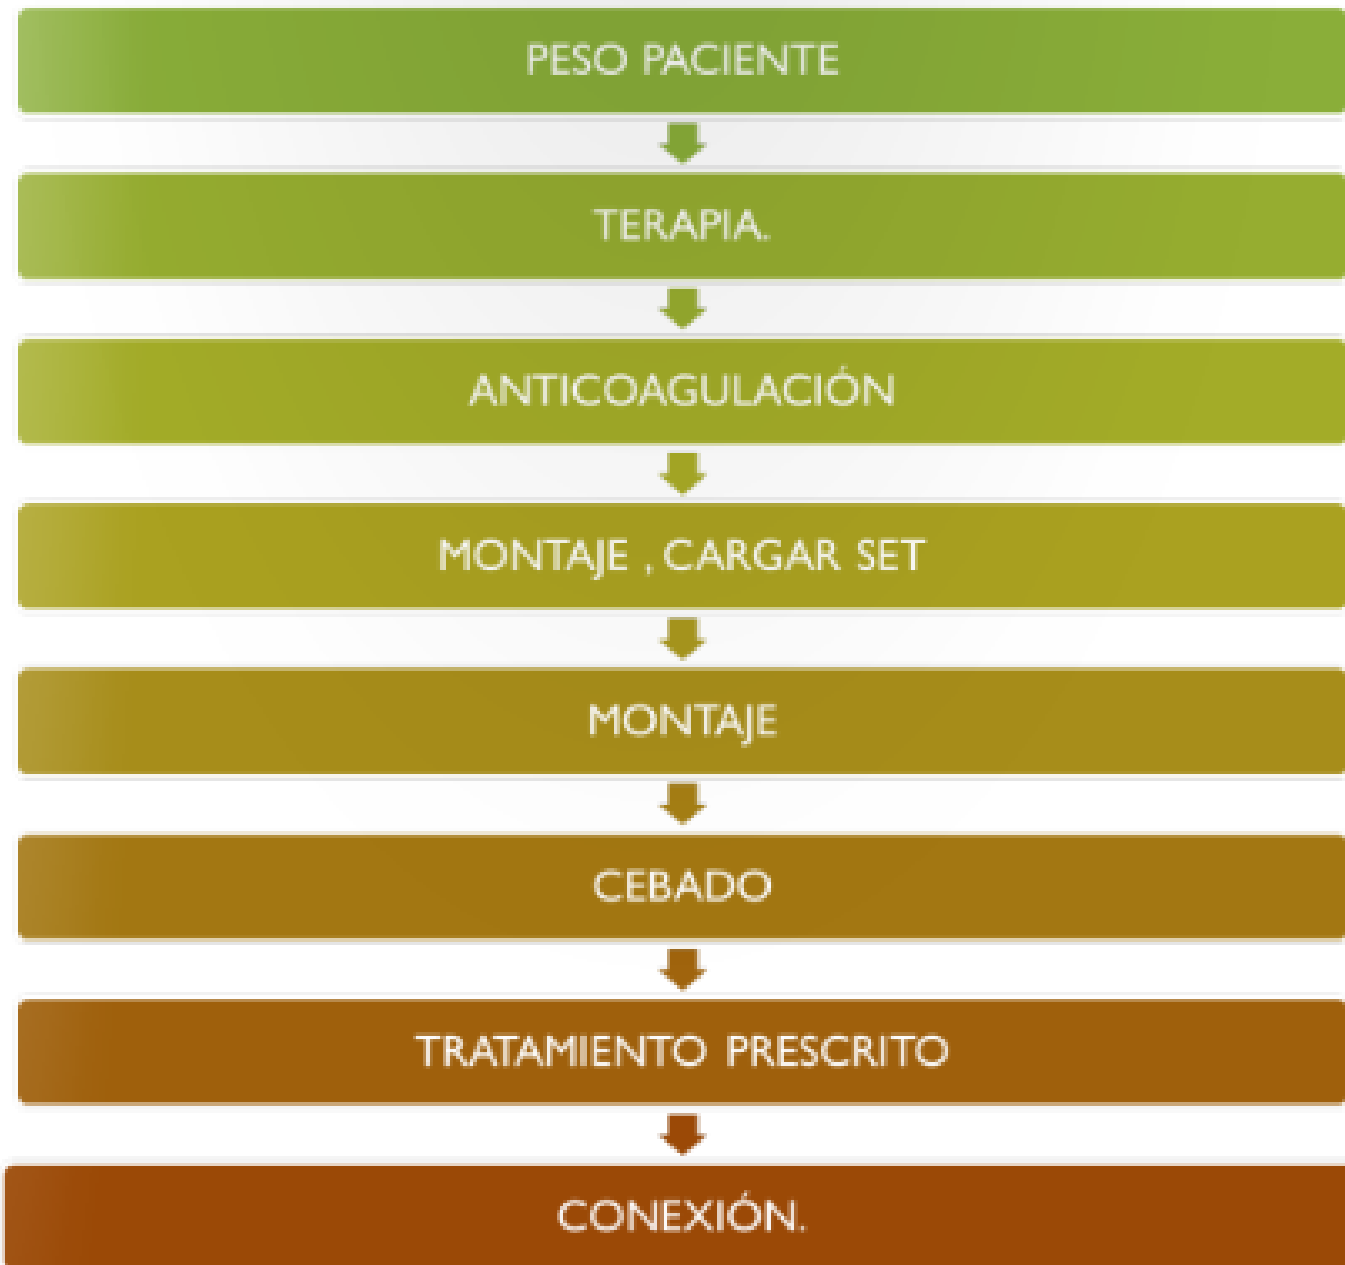 PESO PACIENTE
TERAPIA.
ANTICOAGULACIÓN
MONTAJE , CARGAR SET
MONTAJE
CEBADO
TRATAMIENTO PRESCRITO
CONEXIÓN.